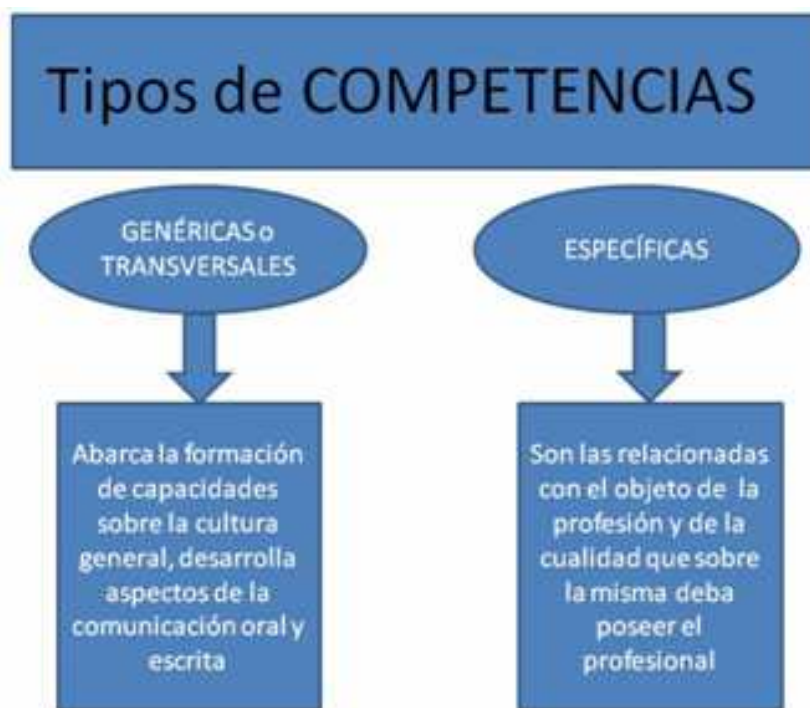 Tipos de COMPETENCIAS
GENÉRICAS o
TRANSVERSALES
ESPECÍFICAS
Abarca la formación
de capacidades
sobre la cultura
general, desarrolla
aspectos de la
comunicación oral y
escrita
Son las relacionadas
con el objeto de la
profesión y de la
cualidad que sobre
la misma deba
poseer el
profesional